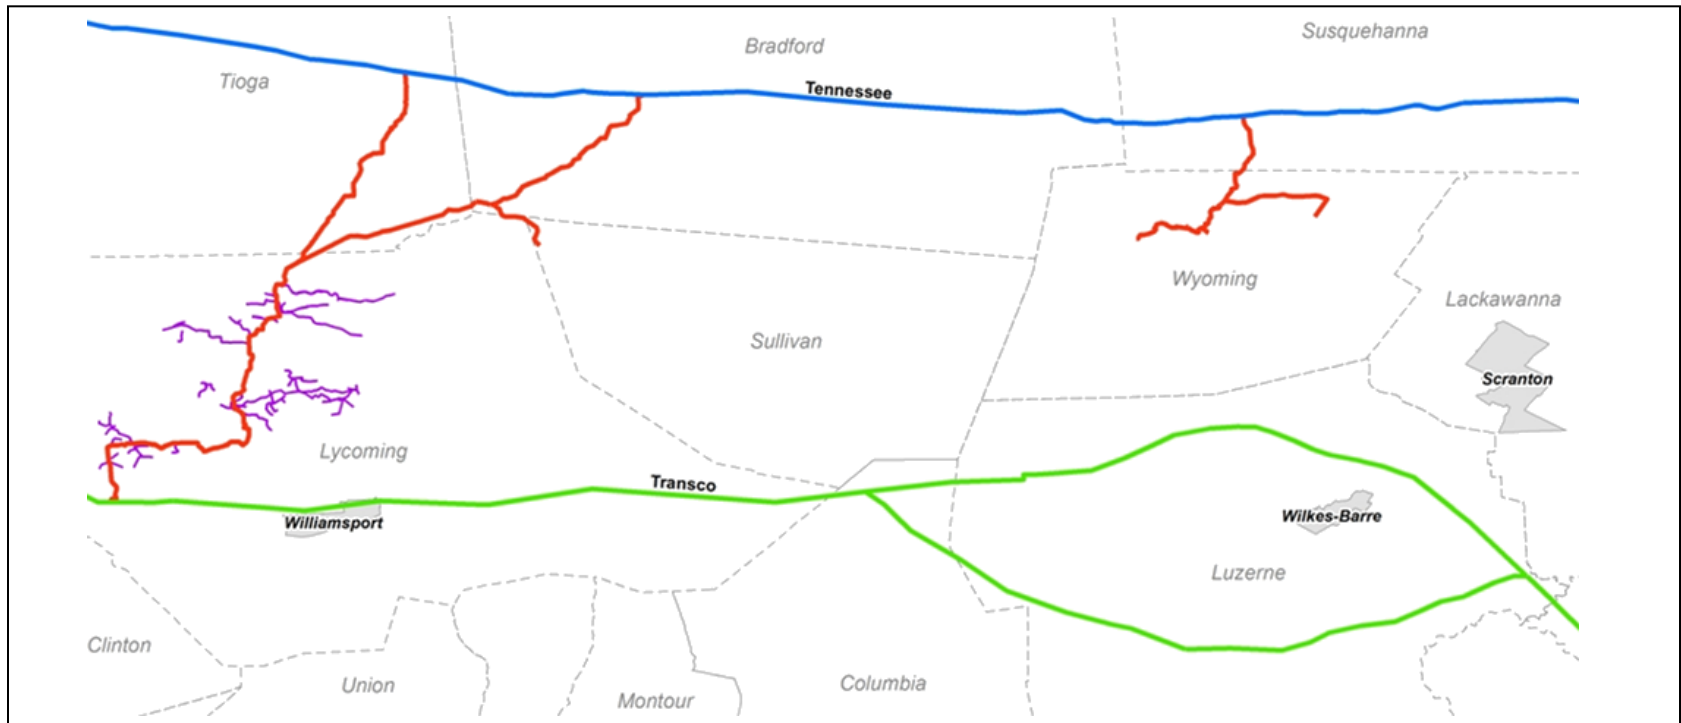 Susquehanna
Bradford
Tioga
Tennessee
Wyoming
Lackawanna
Sullivan
Scranton
Lycoming
Transco
Williamsport
Wilkes-Barre
Luzerne
Clinton
Union
Columbia
Montour